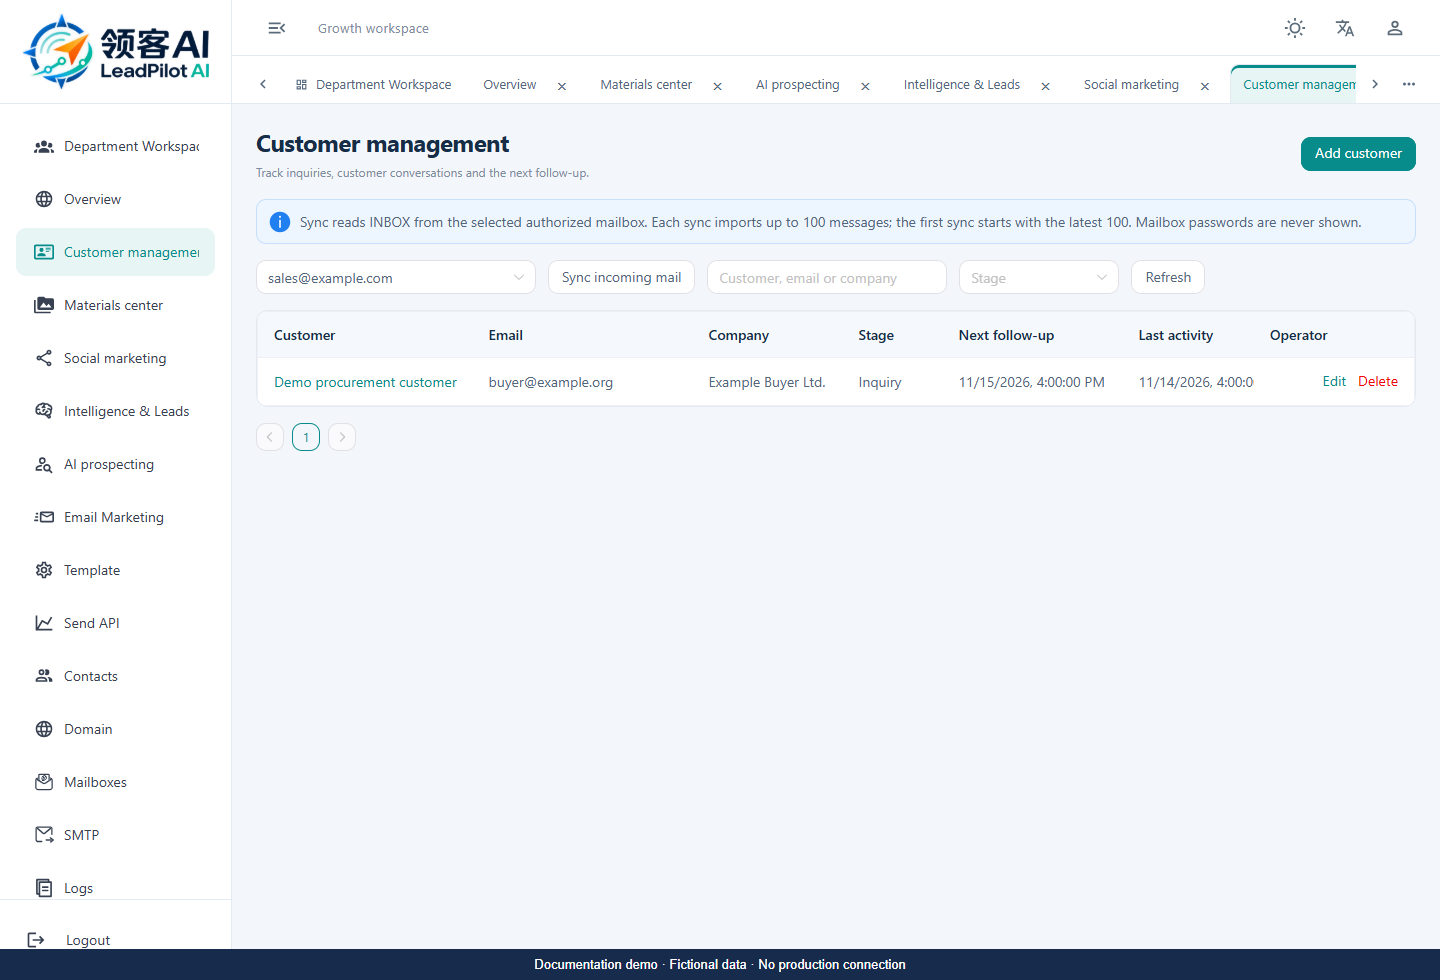 领客AI
LeadPilot AI
Growth workspace
Department Workspace
Overview
Materials center
AI prospecting
Intelligence & Leads
Social marketing
Customer managem
Department Workspac
Overview
Customer managemen
Materials center
Social marketing
Intelligence & Leads
AI prospecting
Email Marketing
Template
Send API
Contacts
Domain
Mailboxes
SMTP
Logs
Logout
Customer management
Track inquiries, customer conversations and the next follow-up.
Add customer
Sync reads INBOX from the selected authorized mailbox. Each sync imports up to 100 messages; the first sync starts with the latest 100. Mailbox passwords are never shown.
sales@example.com
Sync incoming mail
Customer, email or company
Stage
Refresh
Customer Email Company Stage Next follow-up Last activity Operator
Demo procurement customer buyer@example.org Example Buyer Ltd. Inquiry 11/15/2026, 4:00:00 PM 11/14/2026, 4:00:0 Edit Delete
1
Documentation demo · Fictional data · No production connection